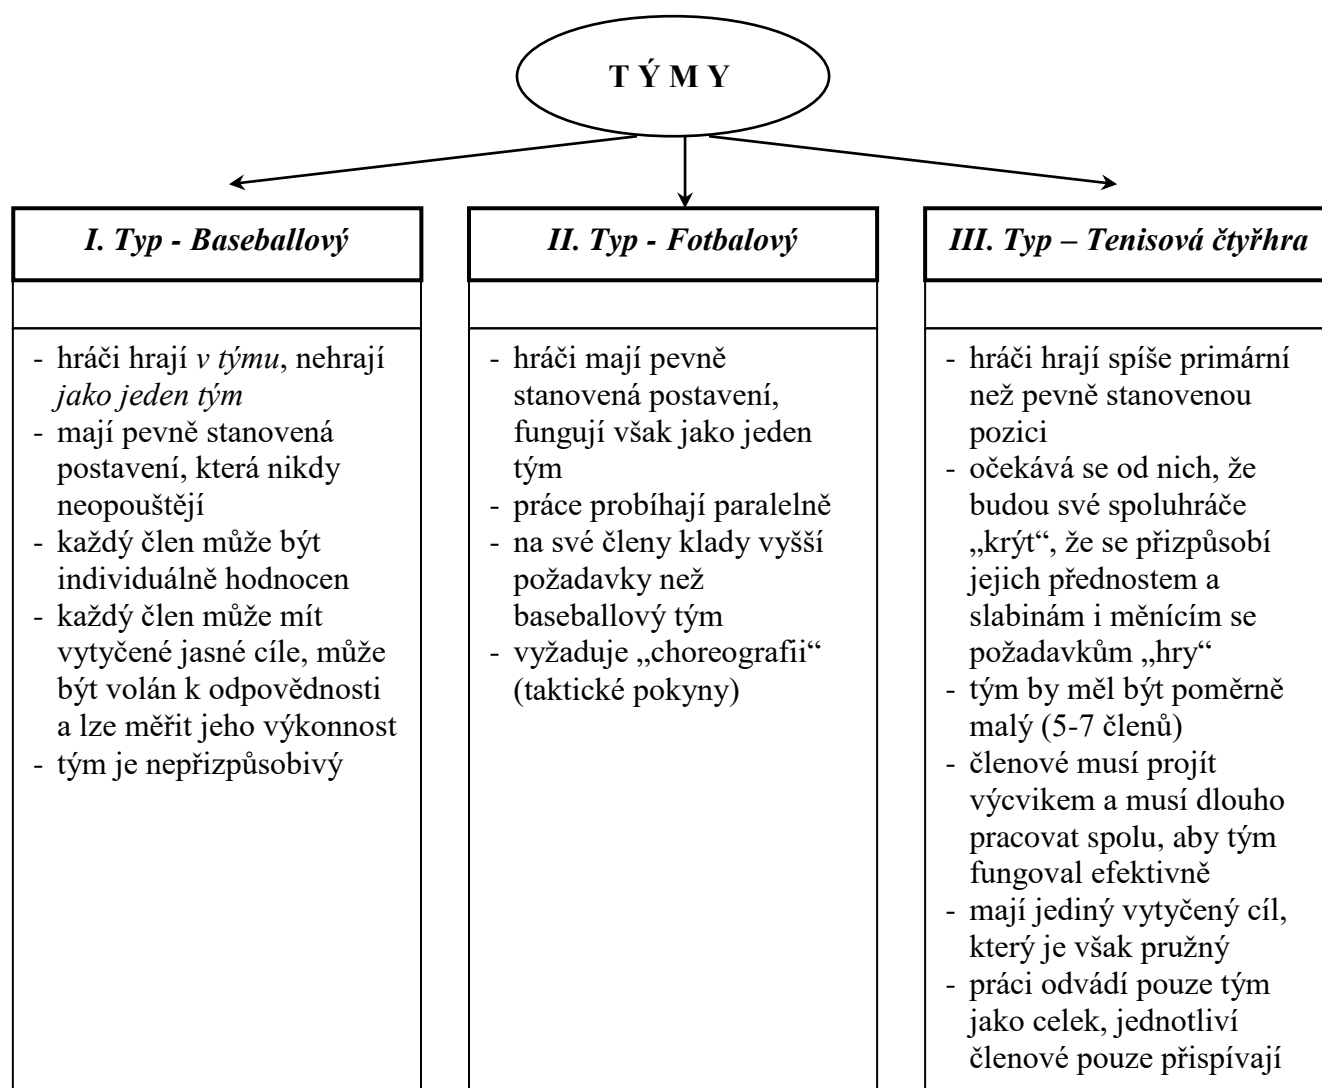 T Ý M Y
I. Typ - Baseballový
- hráči hrají v týmu, nehrají
jako jeden tým
- mají pevně stanovená
postavení, která nikdy
neopouštějí
- každý člen může být
individuálně hodnocen
- každý člen může mít
vytyčené jasné cíle, může
být volán k odpovědnosti
a lze měřit jeho výkonnost
- tým je nepřizpůsobivý
II. Typ - Fotbalový
- hráči mají pevně
stanovená postavení,
fungují však jako jeden
tým
- práce probíhají paralelně
- na své členy klady vyšší
požadavky než
baseballový tým
- vyžaduje „choreografii“
(taktické pokyny)
III. Typ – Tenisová čtyřhra
- hráči hrají spíše primární
než pevně stanovenou
pozici
- očekává se od nich, že
budou své spoluhráče
„krýt“, že se přizpůsobí
jejich přednostem a
slabinám i měnícím se
požadavkům „hry“
- tým by měl být poměrně
malý (5-7 členů)
- členové musí projít
výcvikem a musí dlouho
pracovat spolu, aby tým
fungoval efektivně
- mají jediný vytyčený cíl,
který je však pružný
- práci odvádí pouze tým
jako celek, jednotliví
členové pouze přispívají